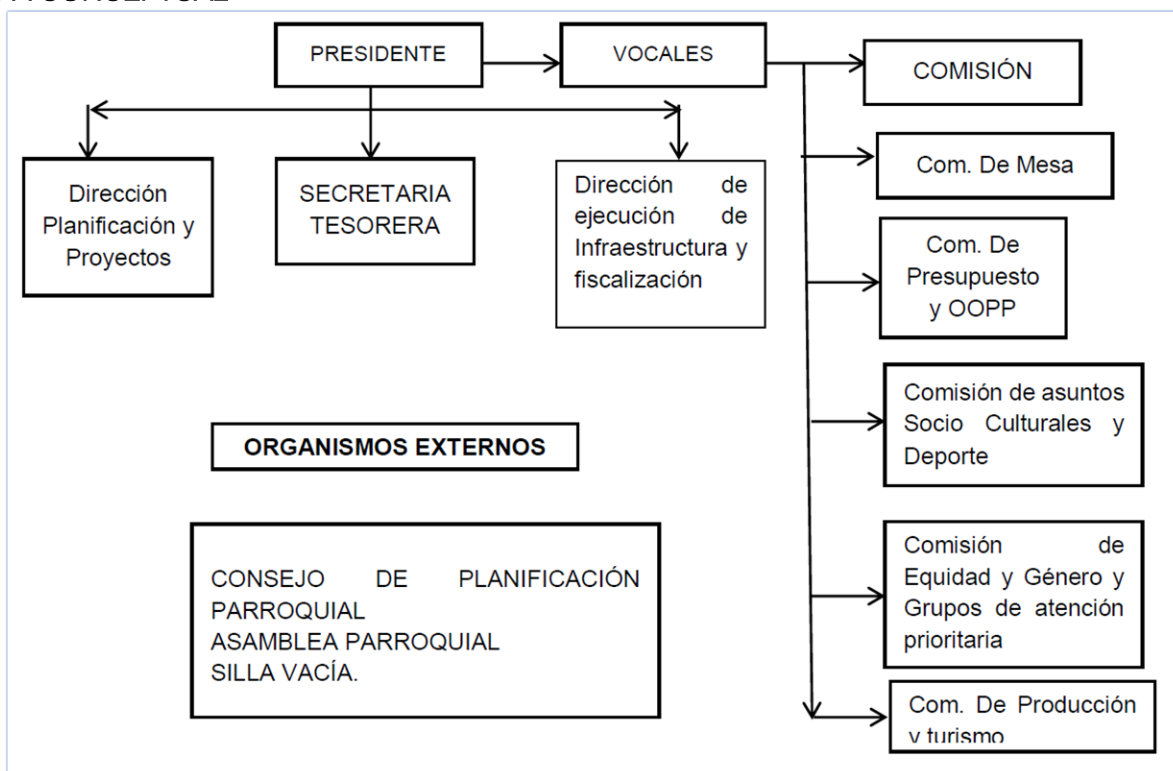 PRESIDENTE
VOCALES
COMISIÓN
Com. De Mesa
Dirección
Planificación y
Proyectos
SECRETARIA
TESORERA
Dirección de
ejecución de
Infraestructura y
fiscalización
Com. De
Presupuesto
y OOPP
Comisión de asuntos
Socio Culturales y
Deporte
ORGANISMOS EXTERNOS
CONSEJO DE PLANIFICACIÓN
PARROQUIAL
ASAMBLEA PARROQUIAL
SILLA VACÍA.
Comisión de
Equidad y Género y
Grupos de atención
prioritaria
Com. De Producción
y turismo